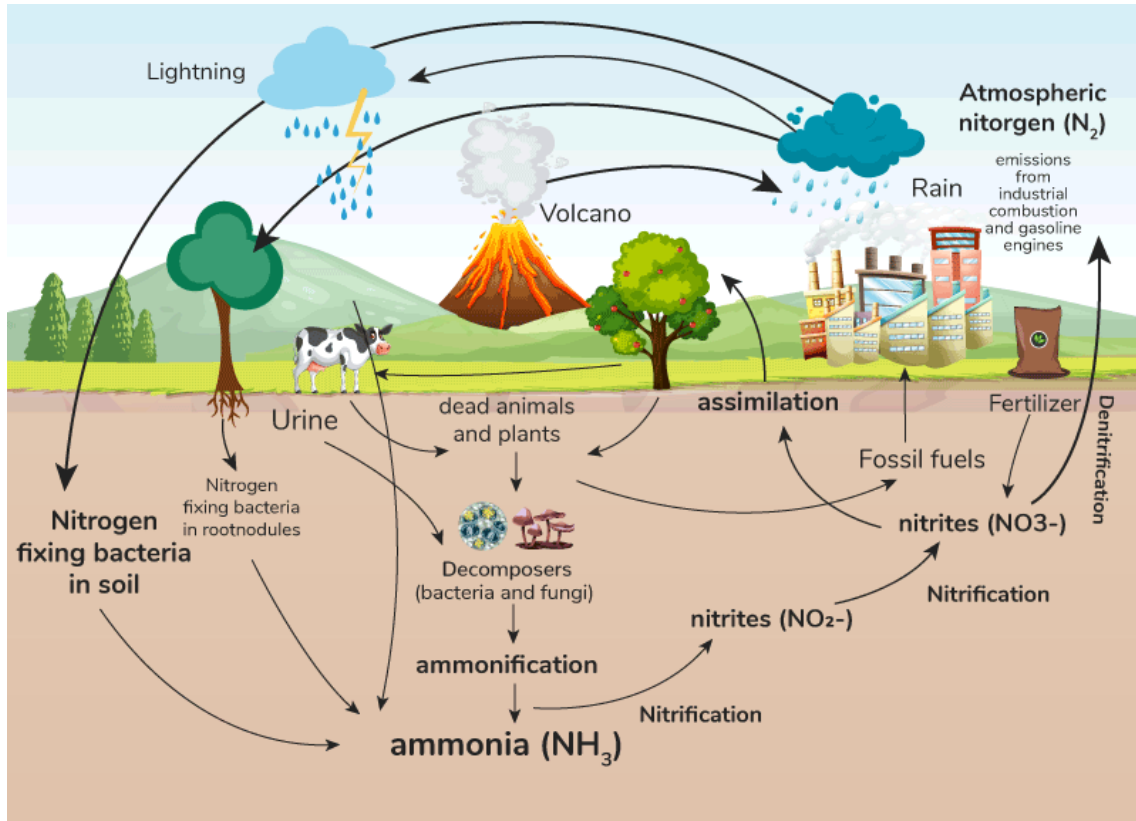 Lightning
Atmospheric
nitorgen (N₂)
emissions
from
industrial
combustion
and gasoline
engines
Rain
Volcano
Urine
dead animals
and plants
assimilation
Fertilizer
Denitrification
Fossil fuels
Nitrogen
fixing bacteria
in rootnodules
Nitrogen
fixing bacteria
in soil
nitrites (NO3-)
Decomposers
(bacteria and fungi)
Nitrification
nitrites (NO₂-)
ammonification
Nitrification
ammonia (NH₃)